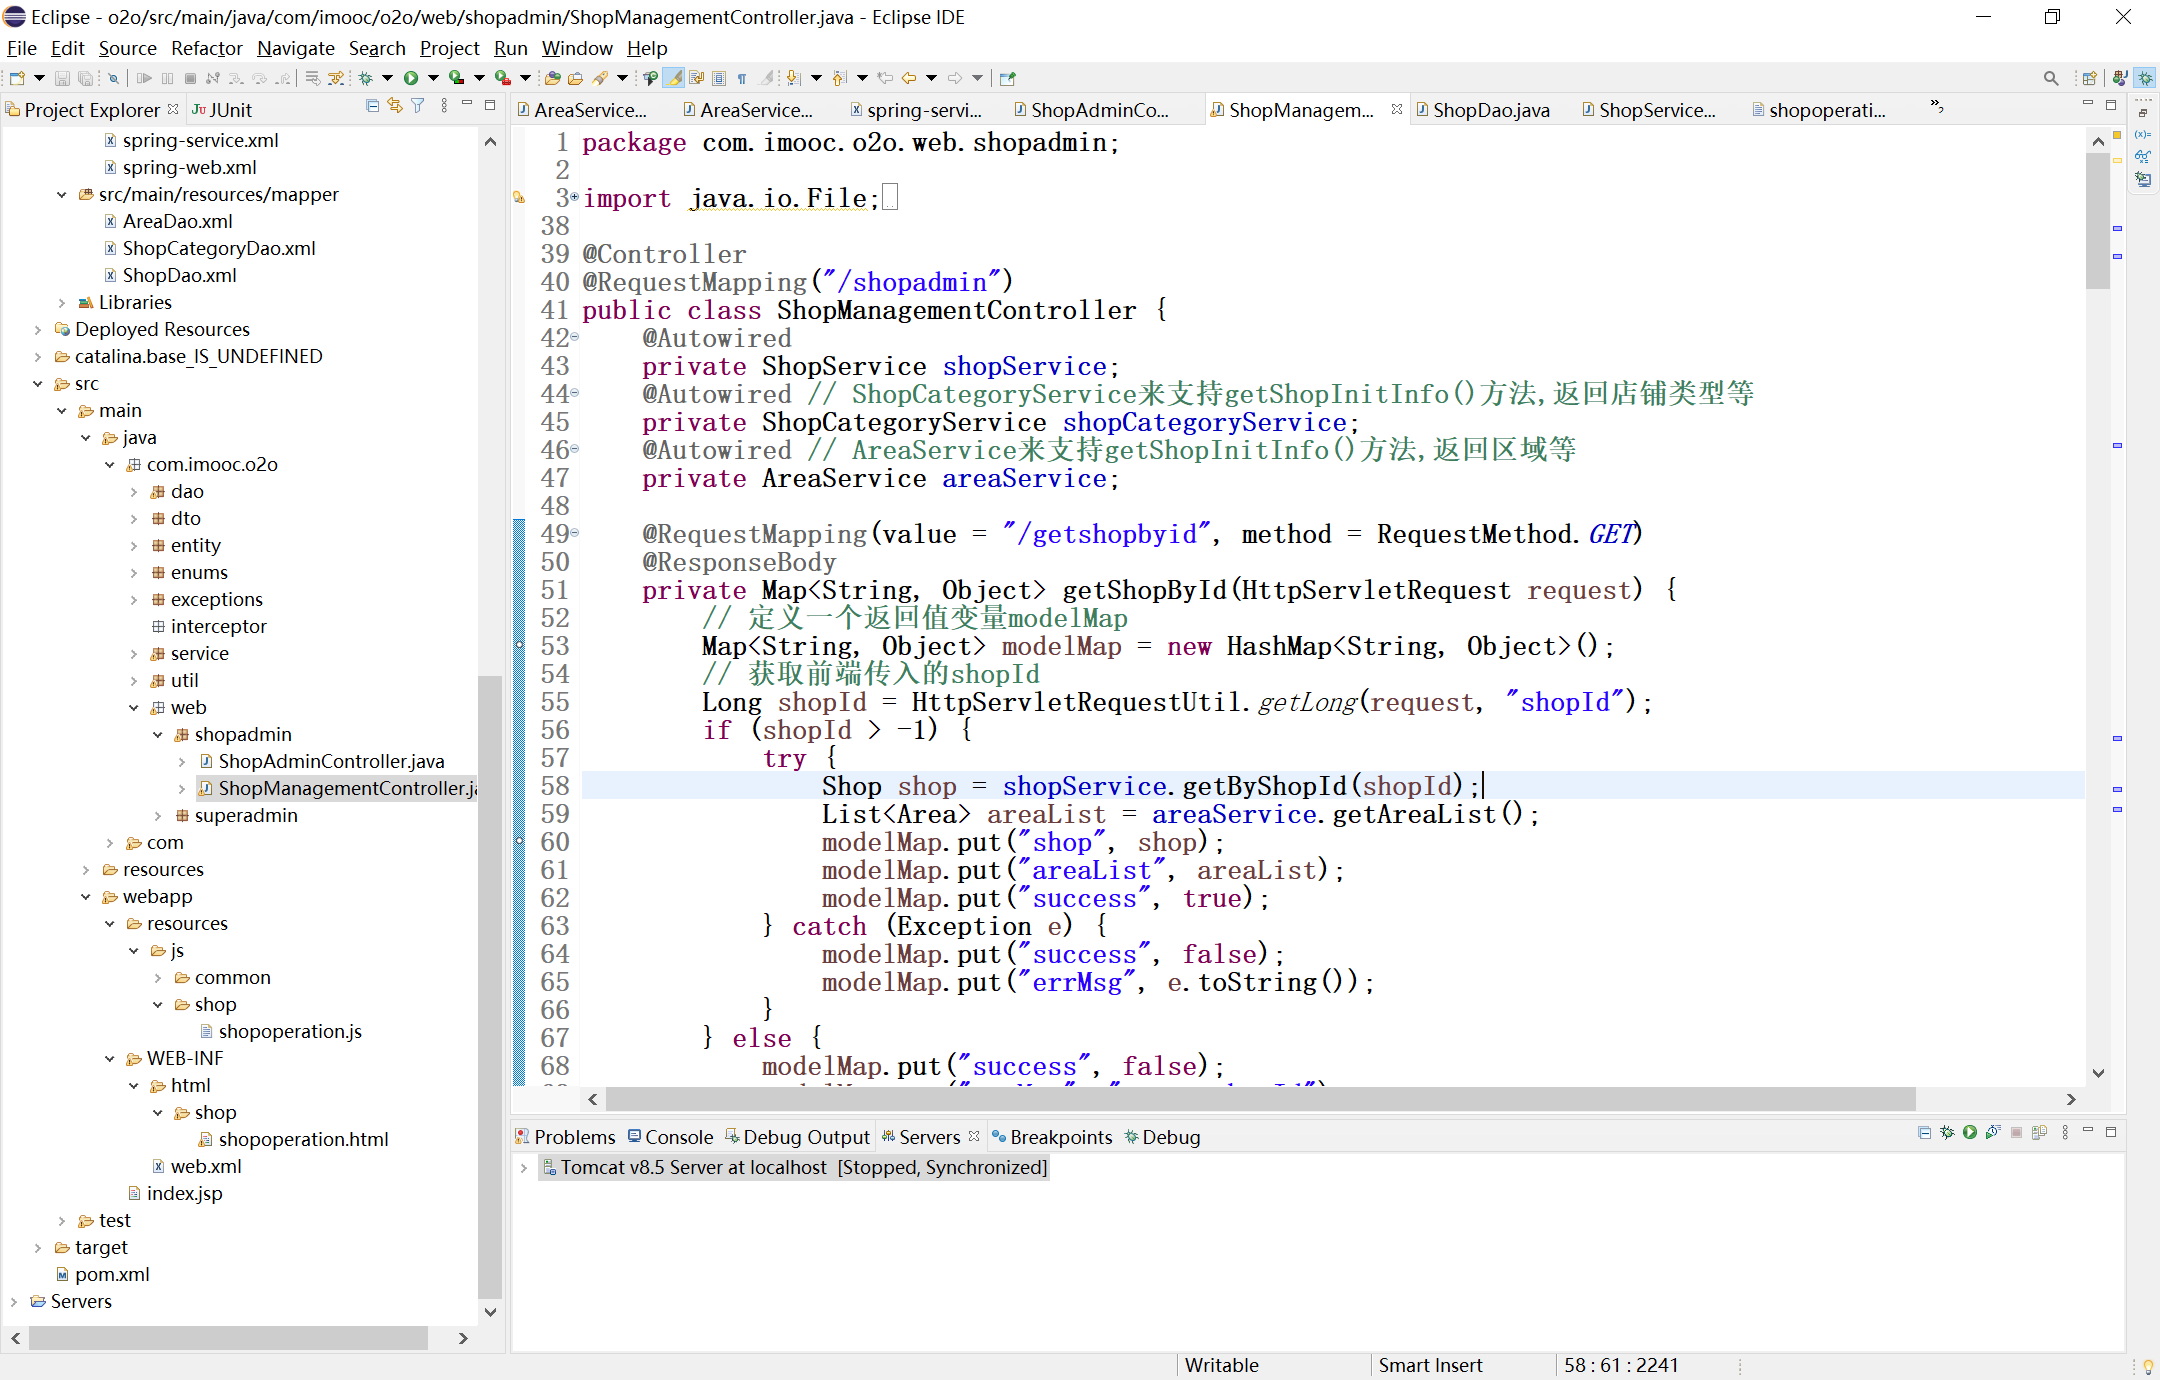 Eclipse - o2o/src/main/java/com/imooc/o2o/web/shopadmin/ShopManagementController.java - Eclipse IDE
File Edit Source Refactor Navigate Search Project Run Window Help
Project Explorer JUnit
spring-service.xml
spring-web.xml
src/main/resources/mapper
AreaDao.xml
ShopCategoryDao.xml
ShopDao.xml
Libraries
Deployed Resources
catalina.base_IS_UNDEFINED
src
main
java
com.imooc.o2o
dao
dto
entity
enums
exceptions
interceptor
service
util
web
shopadmin
ShopAdminController.java
ShopManagementController.ja
superadmin
com
resources
webapp
resources
js
common
shop
shopoperation.js
WEB-INF
html
shop
shopoperation.html
web.xml
index.jsp
test
target
pom.xml
Servers
AreaService... AreaService... spring-servi... ShopAdminCo... ShopManagem... ShopDao.java ShopService... shopoperati... »2
1 package com.imooc.o2o.web.shopadmin;
2
3 import java.io.File;
38
39 @Controller
40 @RequestMapping("/shopadmin")
41 public class ShopManagementController {
42 @Autowired
43 private ShopService shopService;
44 @Autowired // ShopCategoryService来支持getShopInitInfo()方法,返回店铺类型等
45 private ShopCategoryService shopCategoryService;
46 @Autowired // AreaService来支持getShopInitInfo()方法,返回区域等
47 private AreaService areaService;
48
49 @RequestMapping(value = "/getshopbyid", method = RequestMethod.GET)
50 @ResponseBody
51 private Map<String, Object> getShopById(HttpServletRequest request) {
52 // 定义一个返回值变量modelMap
53 Map<String, Object> modelMap = new HashMap<String, Object>();
54 // 获取前端传入的shopId
55 Long shopId = HttpServletRequestUtil.getLong(request, "shopId");
56 if (shopId > -1) {
57 try {
58 Shop shop = shopService.getByShopId(shopId);
59 List<Area> areaList = areaService.getAreaList();
60 modelMap.put("shop", shop);
61 modelMap.put("areaList", areaList);
62 modelMap.put("success", true);
63 } catch (Exception e) {
64 modelMap.put("success", false);
65 modelMap.put("errMsg", e.toString());
66 }
67 } else {
68 modelMap.put("success", false);
Problems Console Debug Output Servers Breakpoints Debug
Tomcat v8.5 Server at localhost [Stopped, Synchronized]
Writable Smart Insert 58 : 61 : 2241